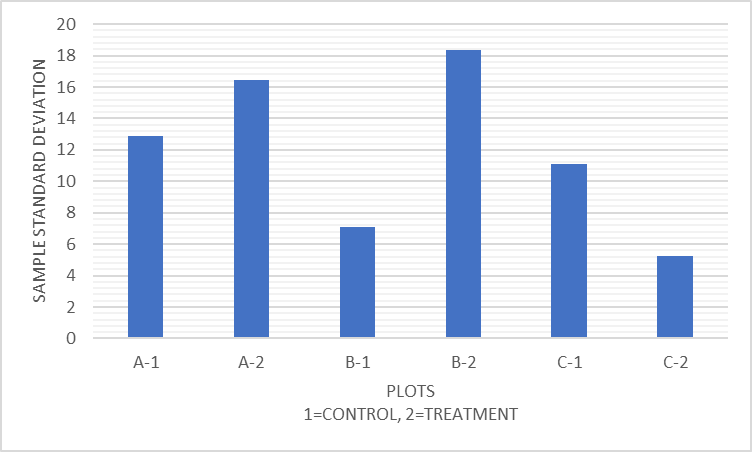 20
18
16
14
12
10
8
6
4
2
0
SAMPLE STANDARD DEVIATION
A-1 A-2 B-1 B-2 C-1 C-2
PLOTS
1=CONTROL, 2=TREATMENT